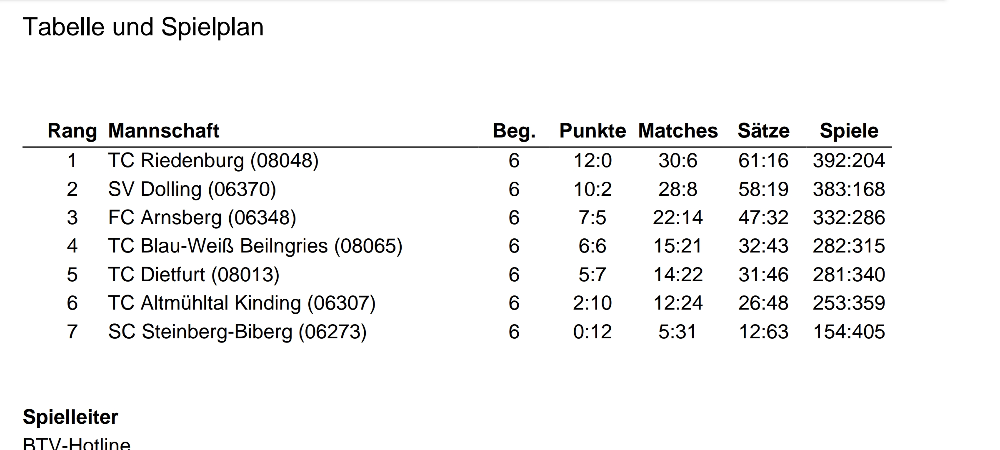 Tabelle und Spielplan
Rang Mannschaft Beg. Punkte Matches Sätze Spiele
1 TC Riedenburg (08048) 6 12:0 30:6 61:16 392:204
2 SV Dolling (06370) 6 10:2 28:8 58:19 383:168
3 FC Arnsberg (06348) 6 7:5 22:14 47:32 332:286
4 TC Blau-Weiß Beilngries (08065) 6 6:6 15:21 32:43 282:315
5 TC Dietfurt (08013) 6 5:7 14:22 31:46 281:340
6 TC Altmühltal Kinding (06307) 6 2:10 12:24 26:48 253:359
7 SC Steinberg-Biberg (06273) 6 0:12 5:31 12:63 154:405
Spielleiter
BTV-Hotline